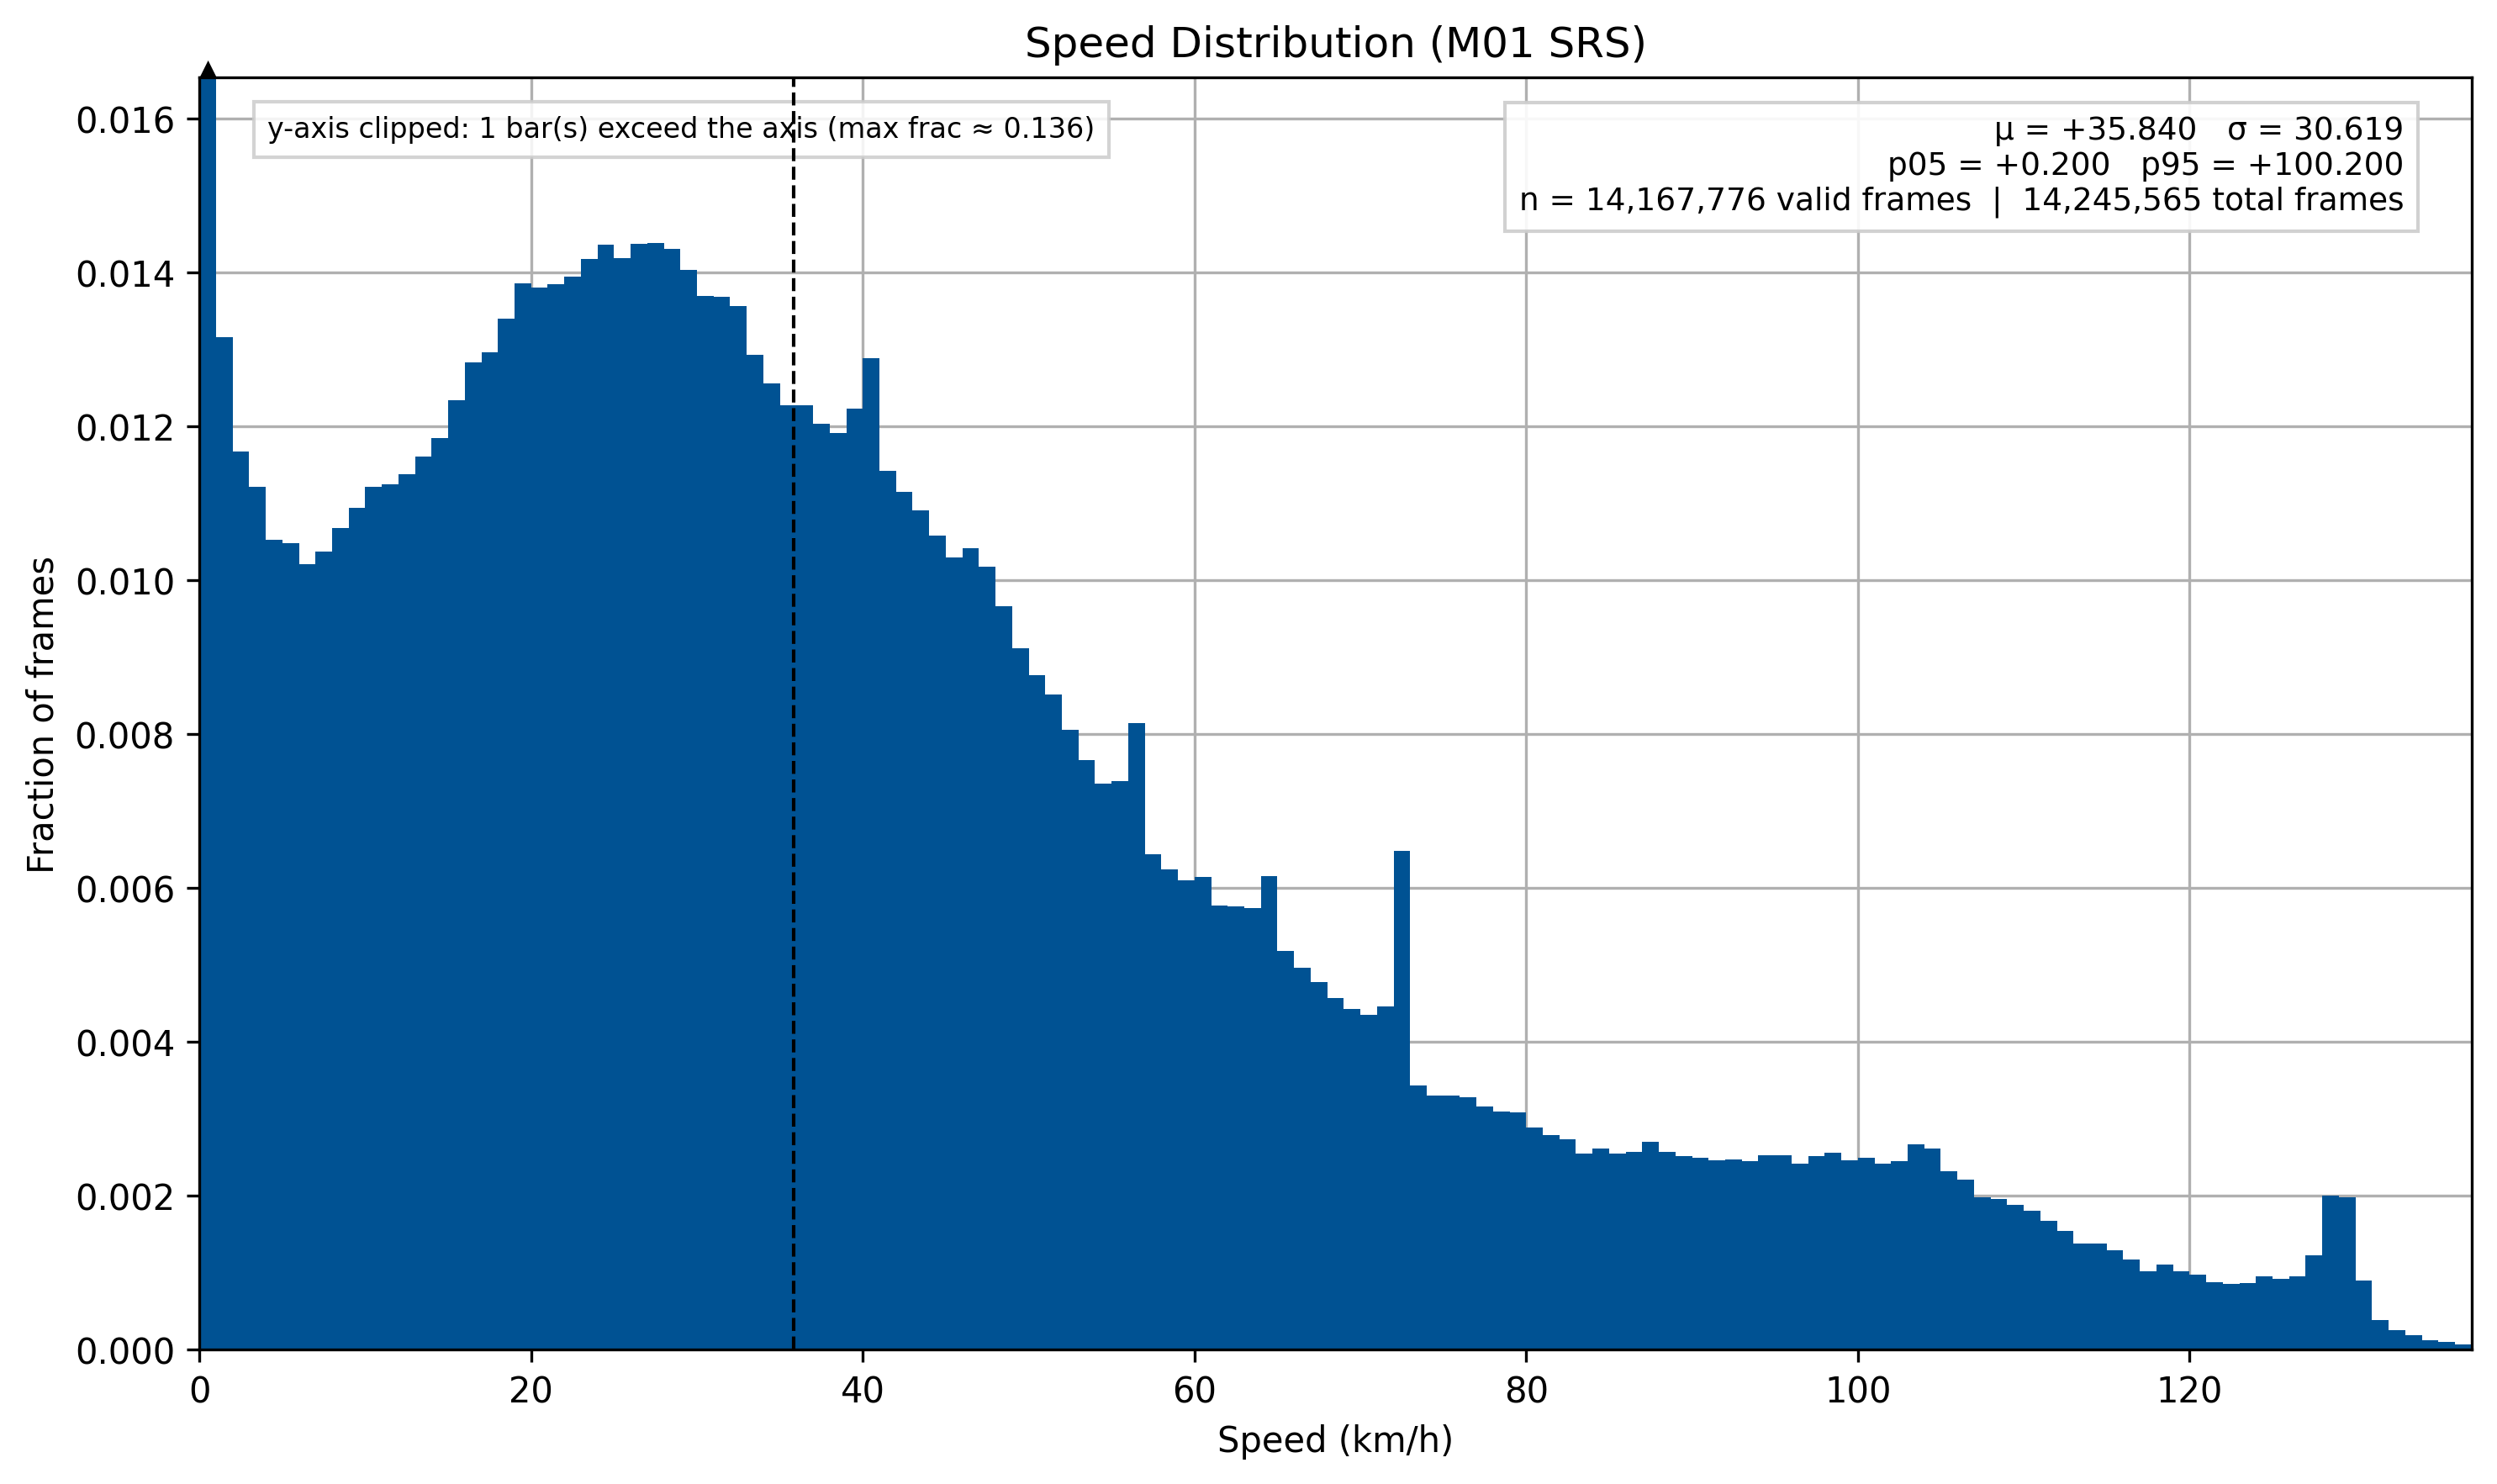 Speed Distribution (M01 SRS)
y-axis clipped: 1 bar(s) exceed the axis (max frac ≈ 0.136)
μ = +35.840   σ = 30.619
p05 = +0.200   p95 = +100.200
n = 14,167,776 valid frames  |  14,245,565 total frames
Fraction of frames
0.016
0.014
0.012
0.010
0.008
0.006
0.004
0.002
0.000
0 20 40 60 80 100 120
Speed (km/h)